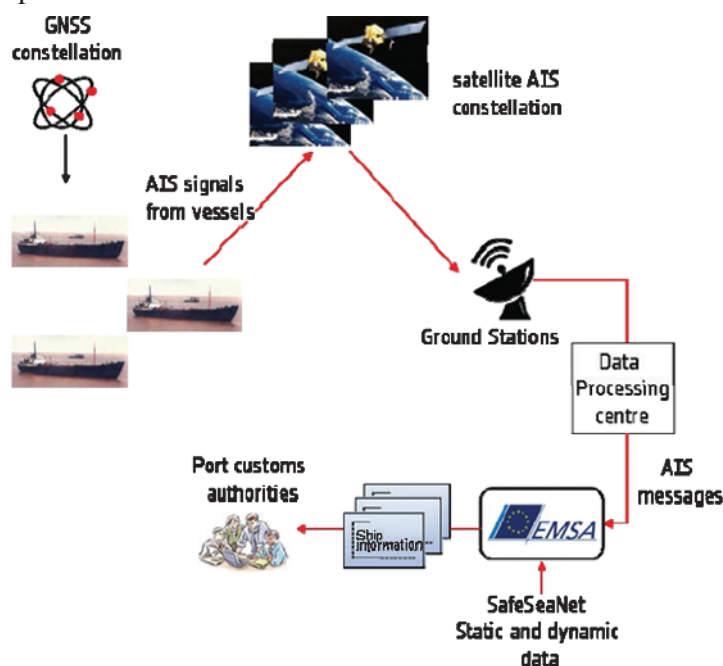 GNSS
constellation
satellite AIS
constellation
AIS signals
from vessels
Ground Stations
Data
Processing
centre
AIS
messages
Port customs
authorities
Ship
information
EMSA
SafeSeaNet
Static and dynamic
data